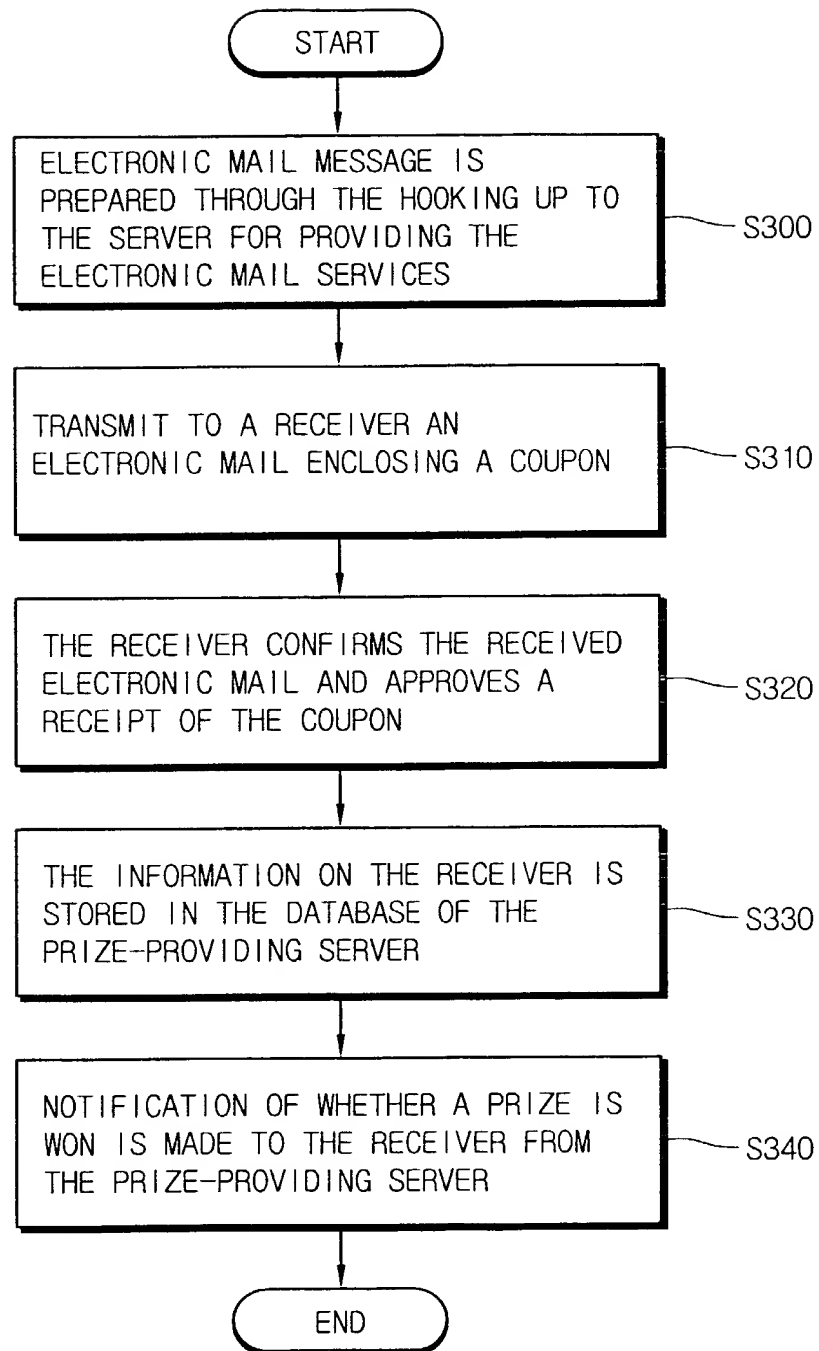 START
ELECTRONIC MAIL MESSAGE IS
PREPARED THROUGH THE HOOKING UP TO
THE SERVER FOR PROVIDING THE
ELECTRONIC MAIL SERVICES
S300
TRANSMIT TO A RECEIVER AN
ELECTRONIC MAIL ENCLOSING A COUPON
S310
THE RECEIVER CONFIRMS THE RECEIVED
ELECTRONIC MAIL AND APPROVES A
RECEIPT OF THE COUPON
S320
THE INFORMATION ON THE RECEIVER IS
STORED IN THE DATABASE OF THE
PRIZE-PROVIDING SERVER
S330
NOTIFICATION OF WHETHER A PRIZE IS
WON IS MADE TO THE RECEIVER FROM
THE PRIZE-PROVIDING SERVER
S340
END